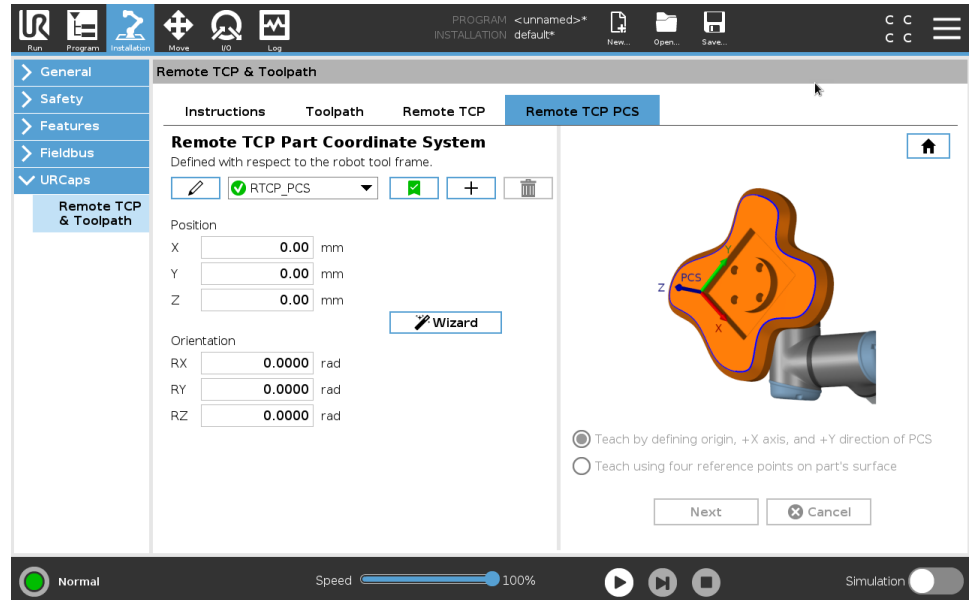 PROGRAM <unnamed>*
INSTALLATION default*
C C
C C
Run Program Installation Move I/O Log New... Open... Save...
General
Safety
Features
Fieldbus
URCaps
Remote TCP
& Toolpath
Remote TCP & Toolpath
Instructions Toolpath Remote TCP Remote TCP PCS
Remote TCP Part Coordinate System
Defined with respect to the robot tool frame.
RTCP_PCS
Position
X 0.00 mm
Y 0.00 mm
Z 0.00 mm
Wizard
Orientation
RX 0.0000 rad
RY 0.0000 rad
RZ 0.0000 rad
Y
PCS
Z
X
Teach by defining origin, +X axis, and +Y direction of PCS
Teach using four reference points on part's surface
Next Cancel
Normal Speed 100% Simulation